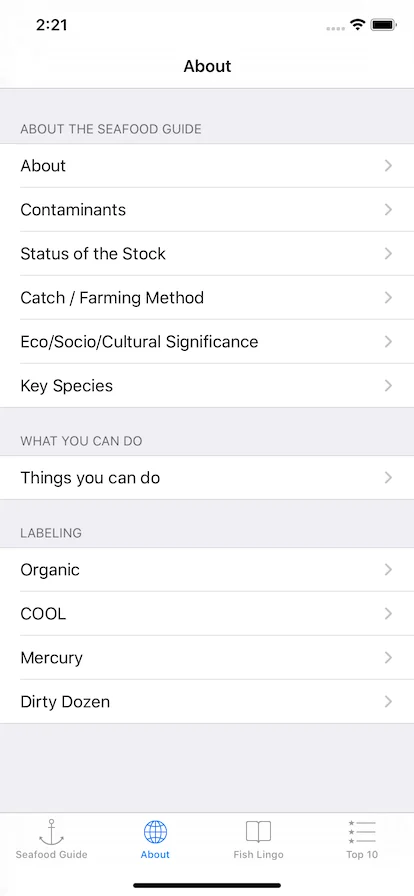 2:21
About
ABOUT THE SEAFOOD GUIDE
About
Contaminants
Status of the Stock
Catch / Farming Method
Eco/Socio/Cultural Significance
Key Species
WHAT YOU CAN DO
Things you can do
LABELING
Organic
COOL
Mercury
Dirty Dozen
Seafood Guide
About
Fish Lingo
Top 10